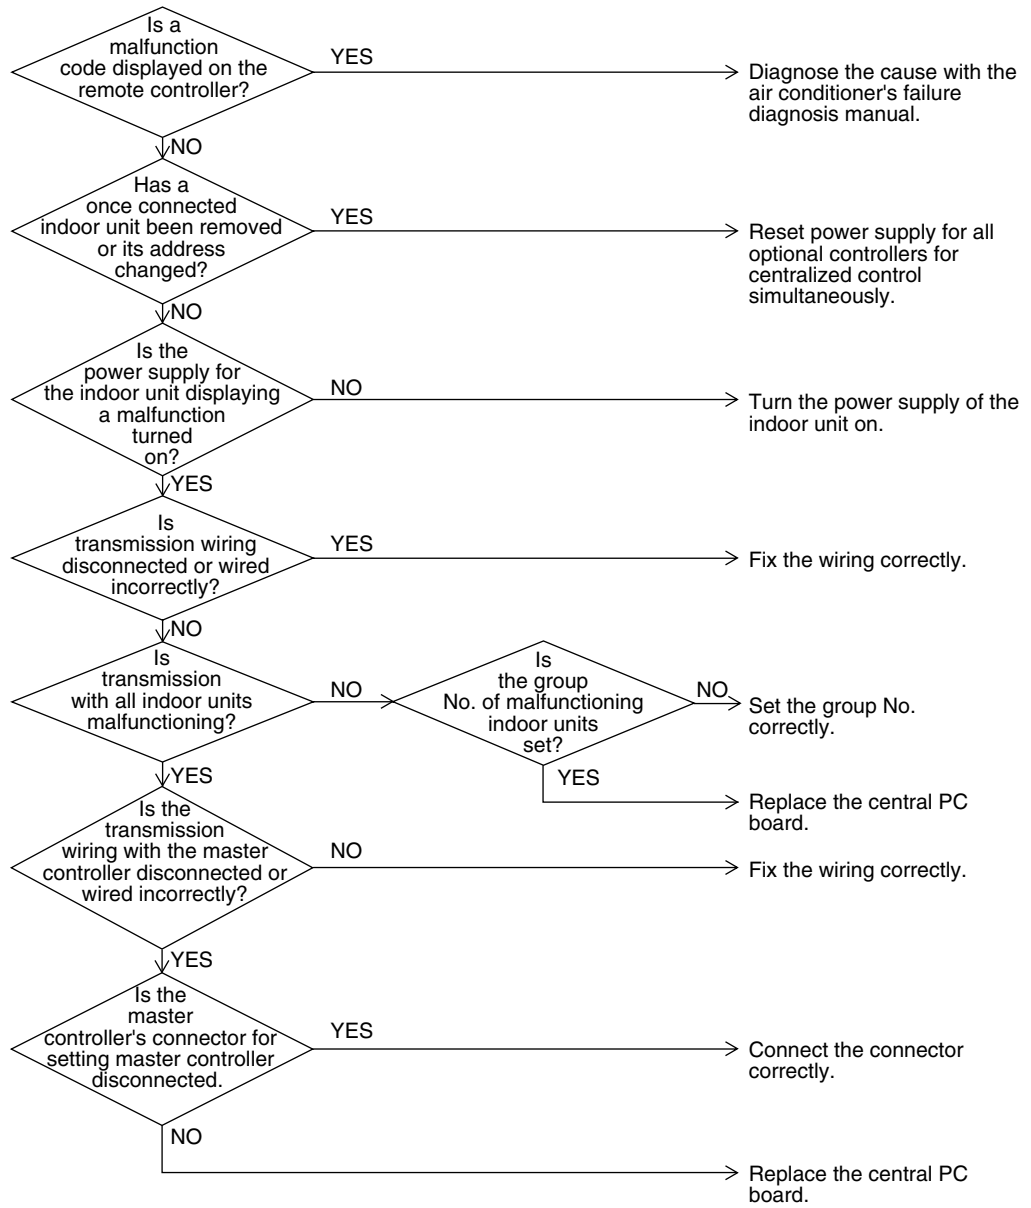 Is a
malfunction
code displayed on the
remote controller?
YES
Diagnose the cause with the
air conditioner's failure
diagnosis manual.
NO
Has a
once connected
indoor unit been removed
or its address
changed?
YES
Reset power supply for all
optional controllers for
centralized control
simultaneously.
NO
Is the
power supply for
the indoor unit displaying
a malfunction
turned
on?
NO
Turn the power supply of the
indoor unit on.
YES
Is
transmission wiring
disconnected or wired
incorrectly?
YES
Fix the wiring correctly.
NO
Is
transmission
with all indoor units
malfunctioning?
NO
Is
the group
No. of malfunctioning
indoor units
set?
NO
Set the group No.
correctly.
YES
Replace the central PC
board.
YES
Is the
transmission
wiring with the master
controller disconnected or
wired incorrectly?
NO
Fix the wiring correctly.
YES
Is the
master
controller's connector for
setting master controller
disconnected.
YES
Connect the connector
correctly.
NO
Replace the central PC
board.